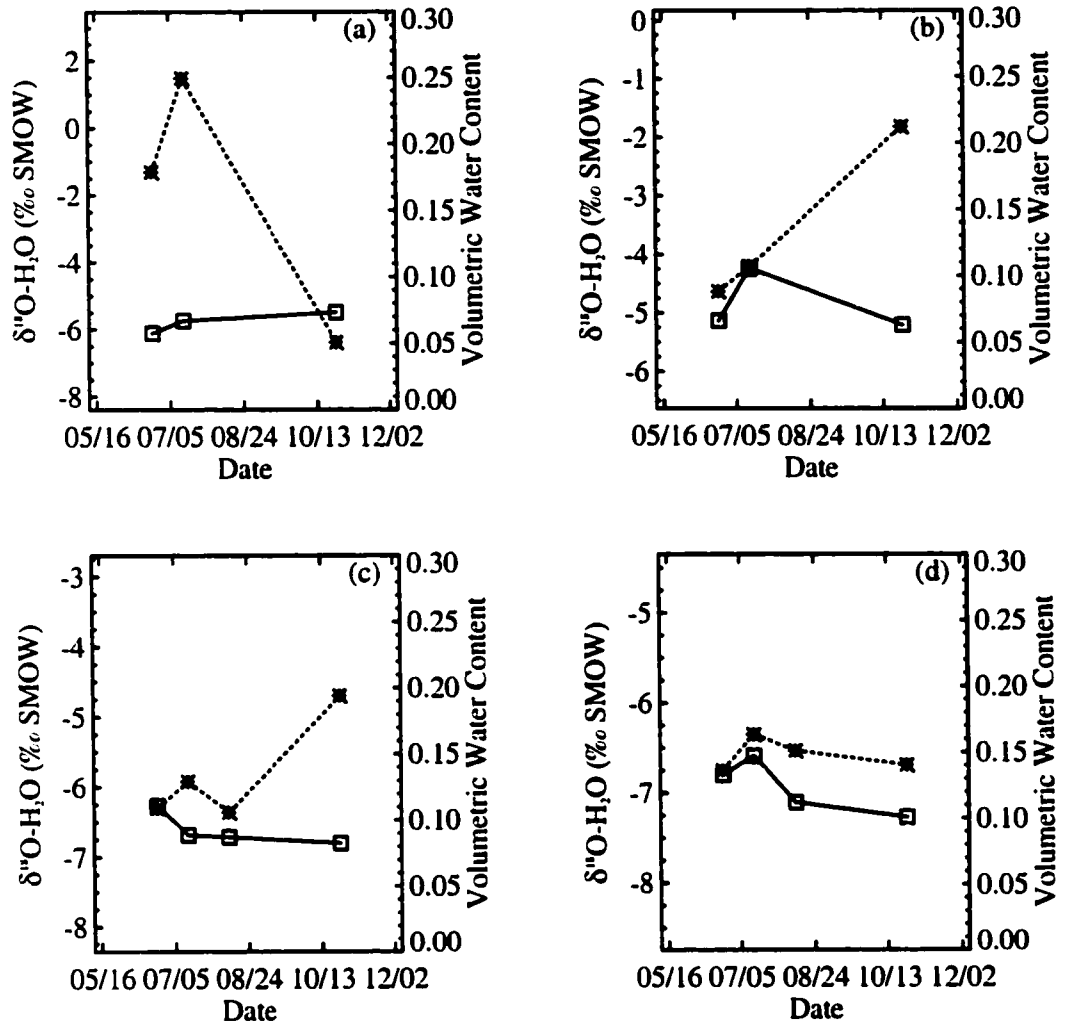 (a)
0.30
0.25
0.20
0.15
0.10
0.05
0.00
2
0
-2
-4
-6
-8
δ¹⁸O-H₂O (‰ SMOW)
Volumetric Water Content
05/16 07/05 08/24 10/13 12/02
Date
(b)
0.30
0.25
0.20
0.15
0.10
0.05
0.00
0
-1
-2
-3
-4
-5
-6
δ¹⁸O-H₂O (‰ SMOW)
Volumetric Water Content
05/16 07/05 08/24 10/13 12/02
Date
(c)
0.30
0.25
0.20
0.15
0.10
0.05
0.00
-3
-4
-5
-6
-7
-8
δ¹⁸O-H₂O (‰ SMOW)
Volumetric Water Content
05/16 07/05 08/24 10/13 12/02
Date
(d)
0.30
0.25
0.20
0.15
0.10
0.05
0.00
-5
-6
-7
-8
δ¹⁸O-H₂O (‰ SMOW)
Volumetric Water Content
05/16 07/05 08/24 10/13 12/02
Date